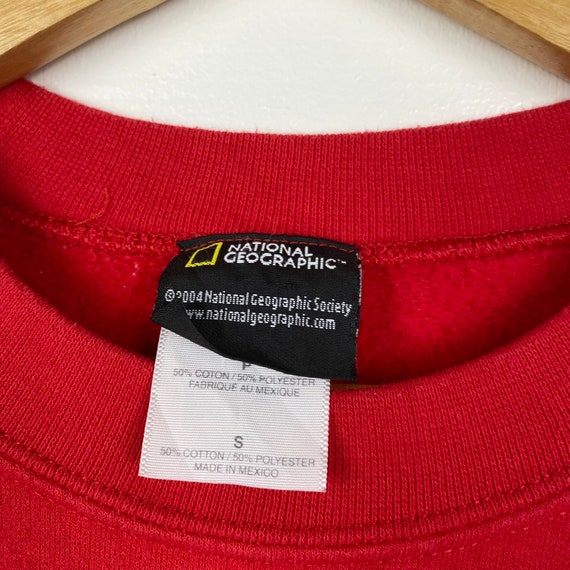 NATIONAL
GEOGRAPHIC™
©2004 National Geographic Society
www.nationalgeographic.com
P
50% COTON / 50% POLYESTER
FABRIQUE AU MEXIQUE
S
50% COTTON / 50% POLYESTER
MADE IN MEXICO